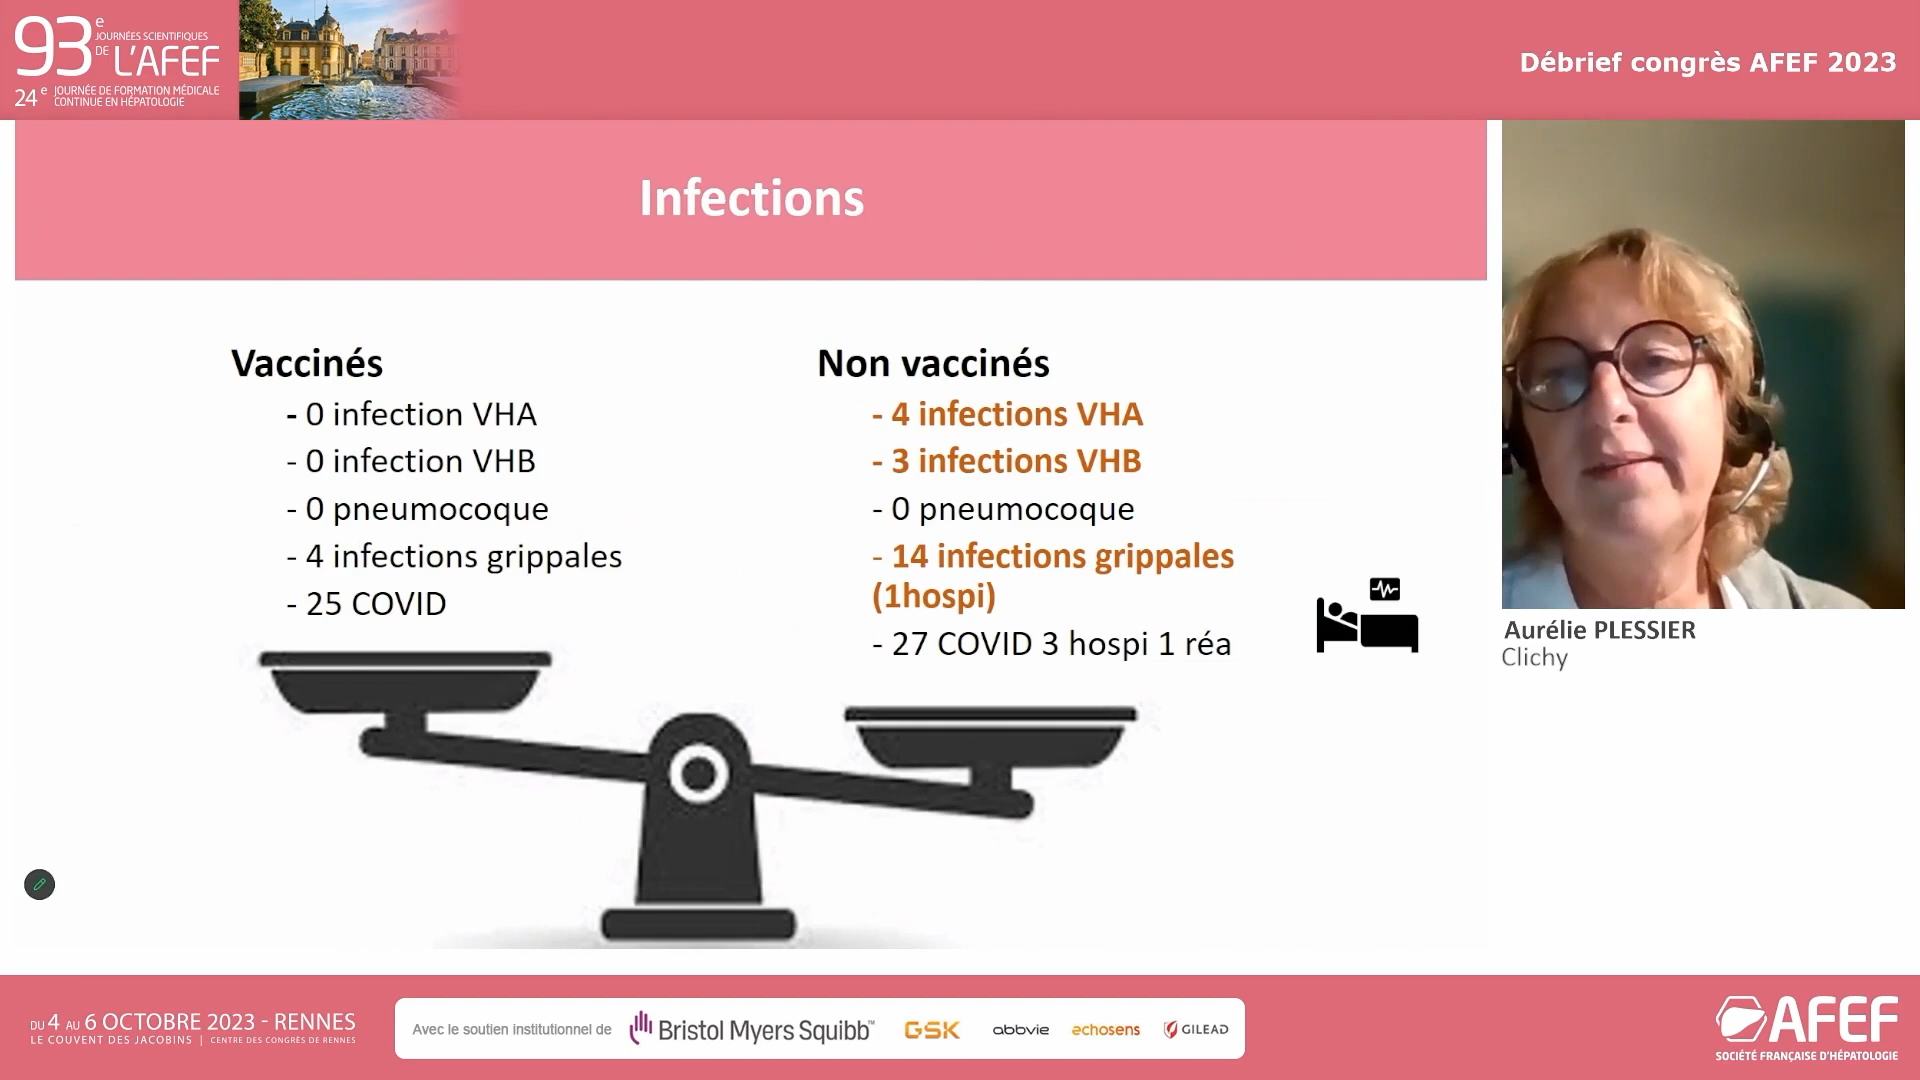 93e JOURNÉES SCIENTIFIQUES
DE L'AFEF
24e JOURNÉE DE FORMATION MÉDICALE
CONTINUE EN HÉPATOLOGIE
Débrief congrès AFEF 2023
Infections
Vaccinés
- 0 infection VHA
- 0 infection VHB
- 0 pneumocoque
- 4 infections grippales
- 25 COVID
Non vaccinés
- 4 infections VHA
- 3 infections VHB
- 0 pneumocoque
- 14 infections grippales
(1hospi)
- 27 COVID 3 hospi 1 réa
Aurélie PLESSIER
Clichy
DU 4 AU 6 OCTOBRE 2023 - RENNES
LE COUVENT DES JACOBINS | CENTRE DES CONGRÈS DE RENNES
Avec le soutien institutionnel de
Bristol Myers Squibb™
GSK
abbvie
echosens
GILEAD
AFEF
SOCIÉTÉ FRANÇAISE D'HÉPATOLOGIE